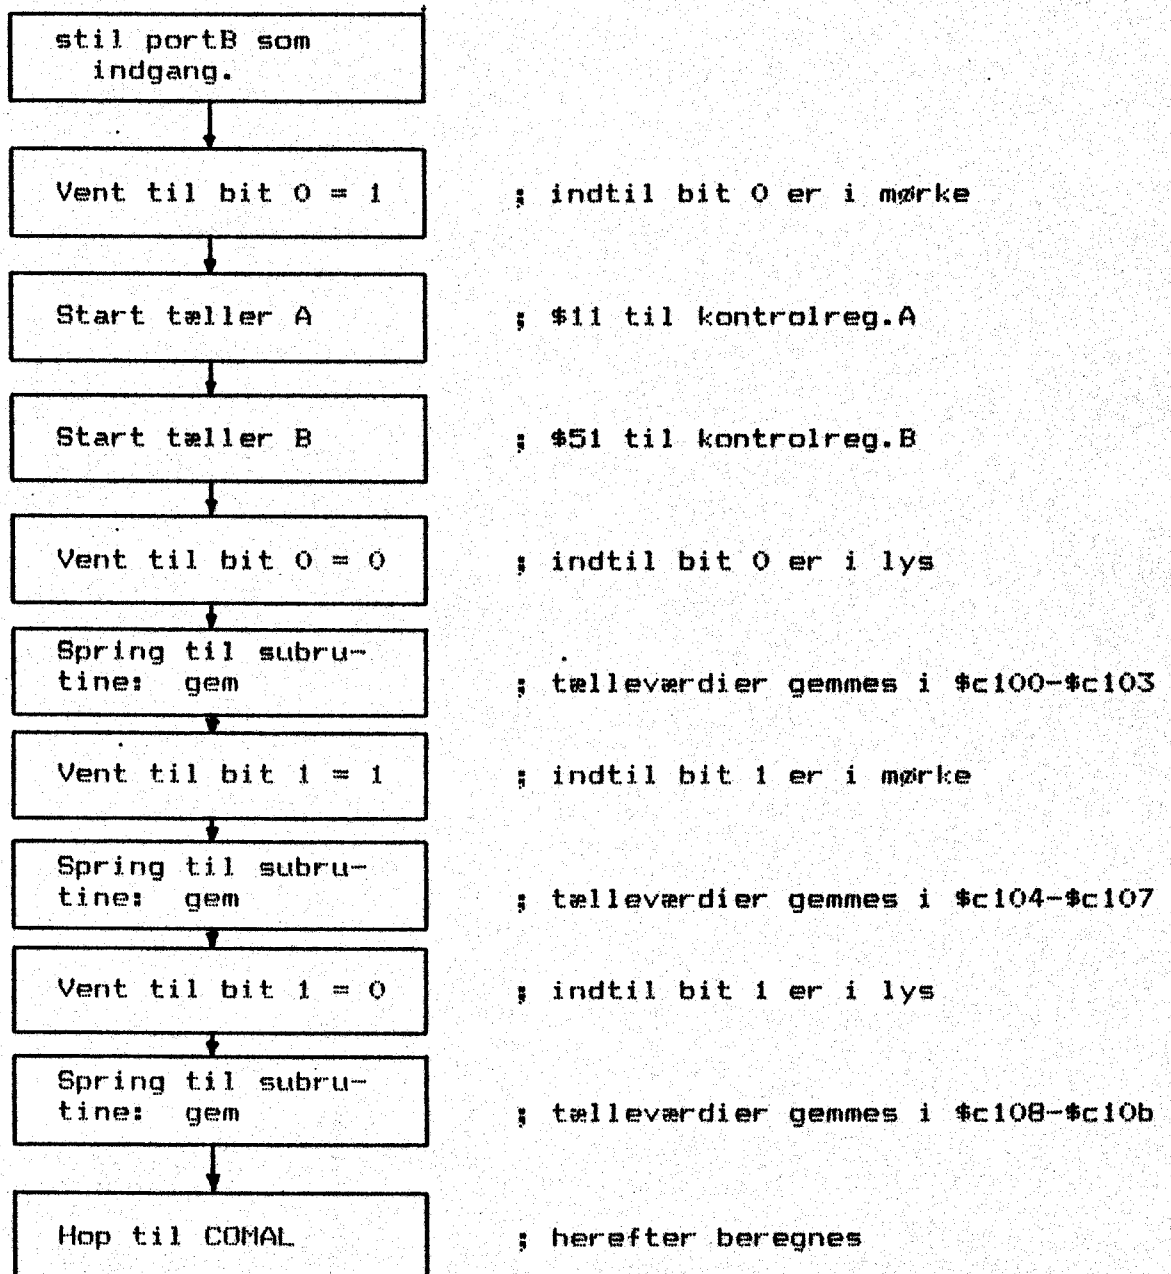 stil portB som
indgang.
Vent til bit 0 = 1 ; indtil bit 0 er i mørke
Start tæller A ; $11 til kontrolreg.A
Start tæller B ; $51 til kontrolreg.B
Vent til bit 0 = 0 ; indtil bit 0 er i lys
Spring til subru-
tine: gem ; tælleværdier gemmes i $c100-$c103
Vent til bit 1 = 1 ; indtil bit 1 er i mørke
Spring til subru-
tine: gem ; tælleværdier gemmes i $c104-$c107
Vent til bit 1 = 0 ; indtil bit 1 er i lys
Spring til subru-
tine: gem ; tælleværdier gemmes i $c108-$c10b
Hop til COMAL ; herefter beregnes